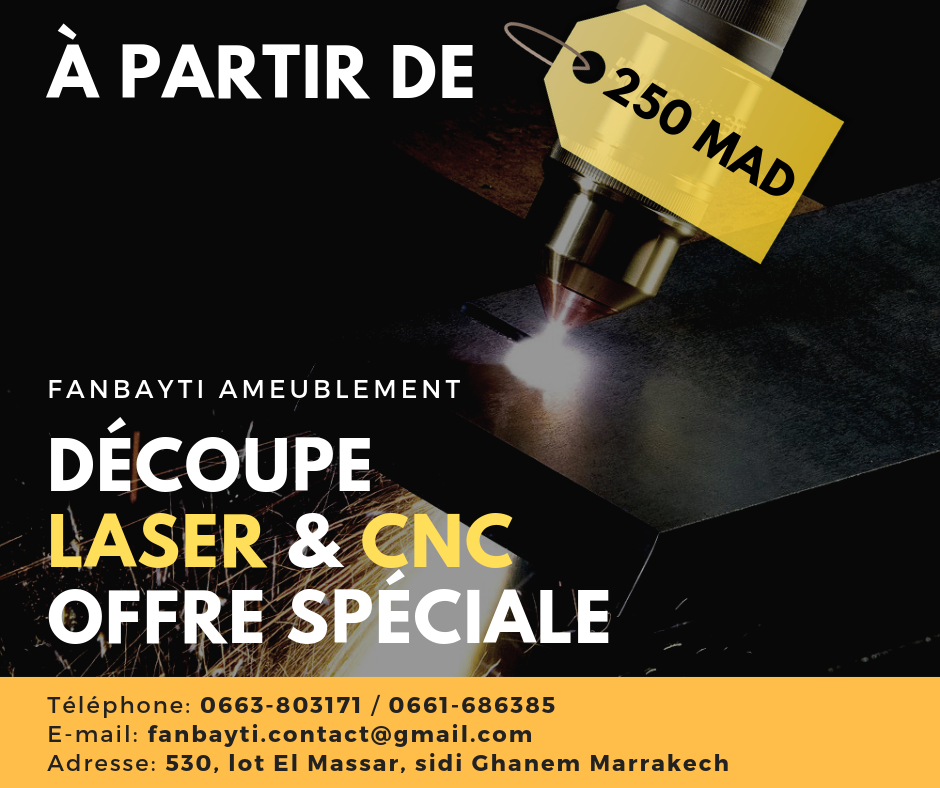 À PARTIR DE
250 MAD
FANBAYTI AMEUBLEMENT
DÉCOUPE
LASER & CNC
OFFRE SPÉCIALE
Téléphone: 0663-803171 / 0661-686385
E-mail: fanbayti.contact@gmail.com
Adresse: 530, lot El Massar, sidi Ghanem Marrakech